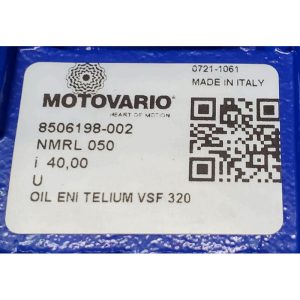 0721-1061
MADE IN ITALY
MOTOVARIO®
HEART OF MOTION
8506198-002
NMRL 050
i 40,00
U
OIL ENI TELIUM VSF 320